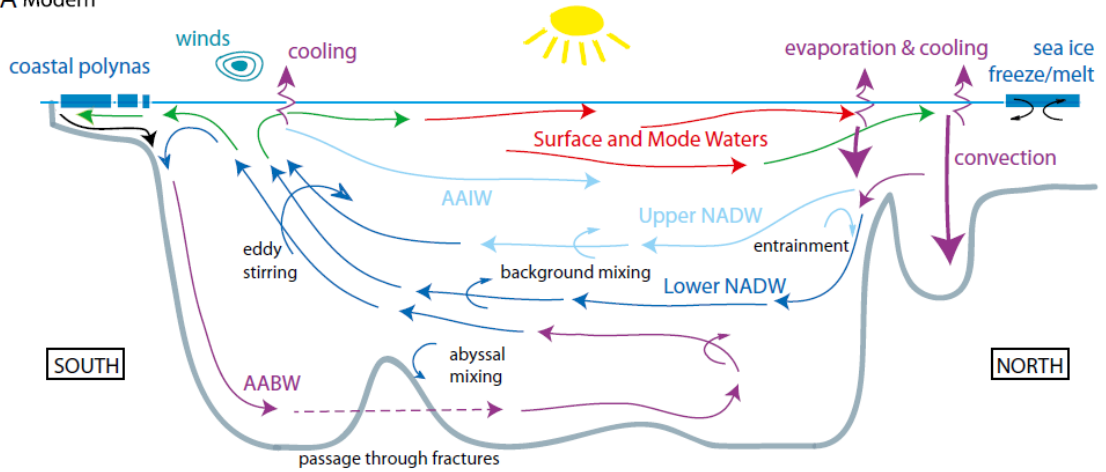 A Modern
winds
cooling
evaporation & cooling
sea ice
freeze/melt
coastal polynas
Surface and Mode Waters
convection
AAIW
Upper NADW
entrainment
eddy
stirring
background mixing
Lower NADW
SOUTH
abyssal
mixing
NORTH
AABW
passage through fractures